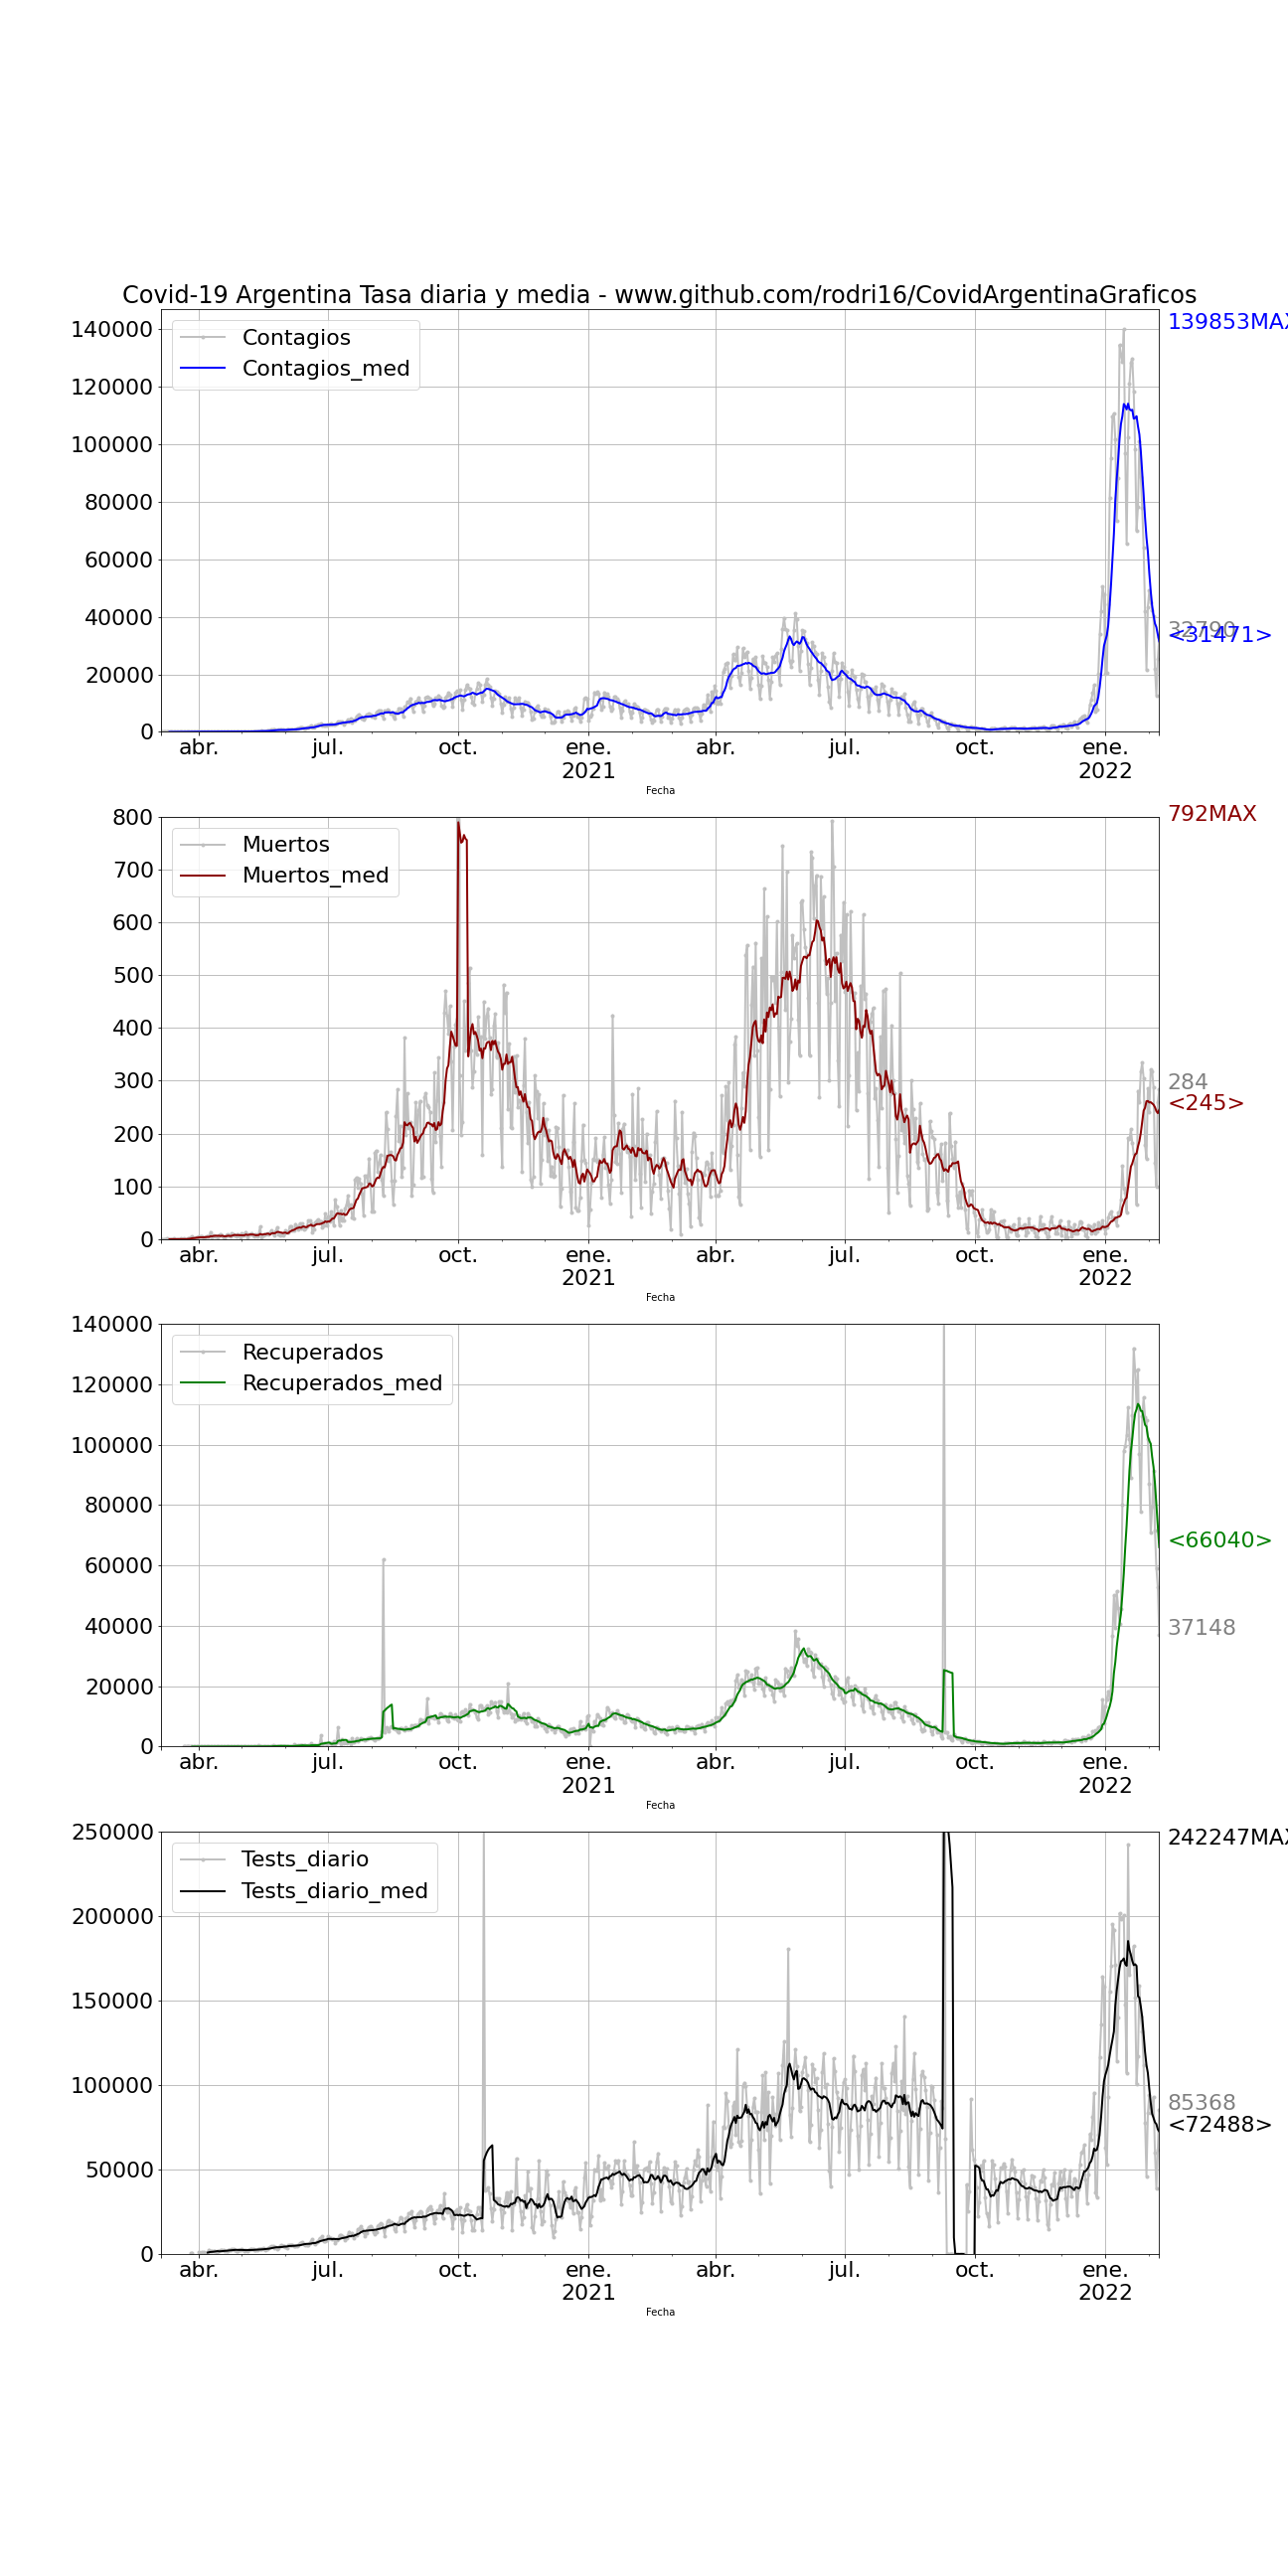 Covid-19 Argentina Tasa diaria y media - www.github.com/rodri16/CovidArgentinaGraficos
139853MAX
140000
Contagios
Contagios_med
120000
100000
80000
60000
40000
32790
<31471>
20000
0
abr. jul. oct. ene. abr. jul. oct. ene.
2021 2022
Fecha
792MAX
800
Muertos
Muertos_med
700
600
500
400
300
284
<245>
200
100
0
abr. jul. oct. ene. abr. jul. oct. ene.
2021 2022
Fecha
140000
Recuperados
Recuperados_med
120000
100000
80000
<66040>
60000
40000
37148
20000
0
abr. jul. oct. ene. abr. jul. oct. ene.
2021 2022
Fecha
250000
242247MAX
Tests_diario
Tests_diario_med
200000
150000
100000
85368
<72488>
50000
0
abr. jul. oct. ene. abr. jul. oct. ene.
2021 2022
Fecha